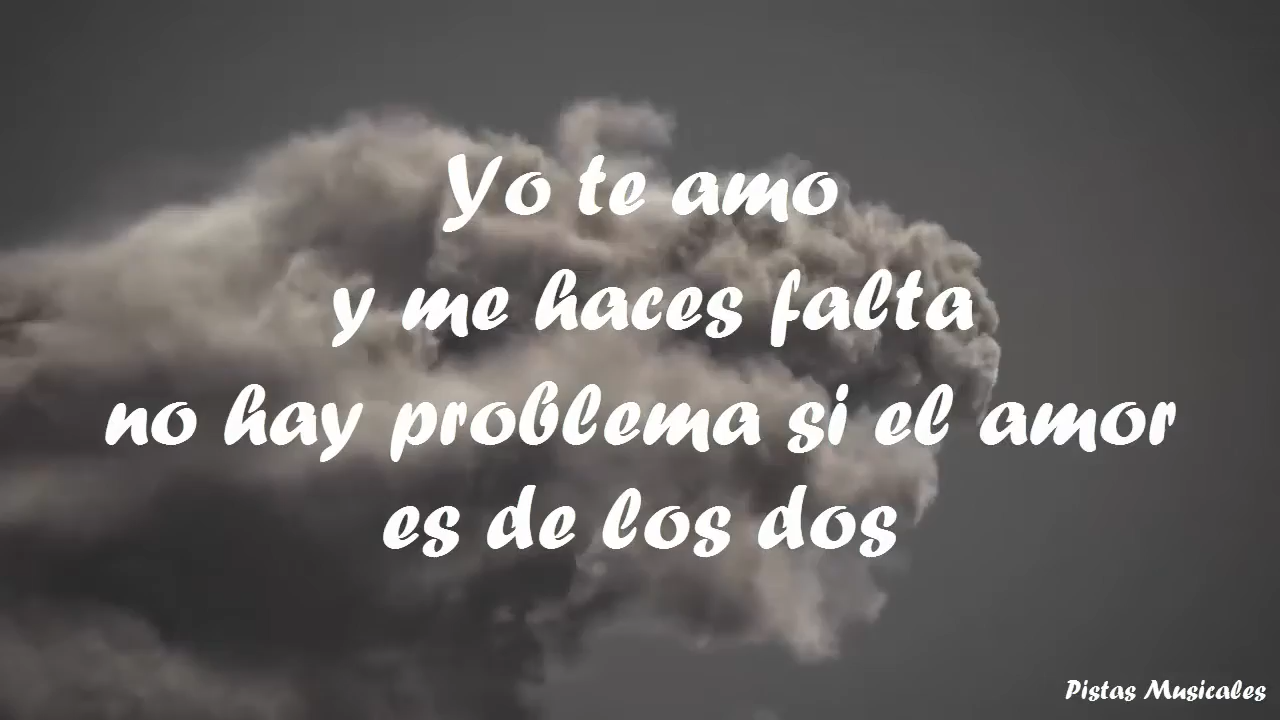 Yo te amo
y me haces falta
no hay problema si el amor
es de los dos
Pistas Musicales